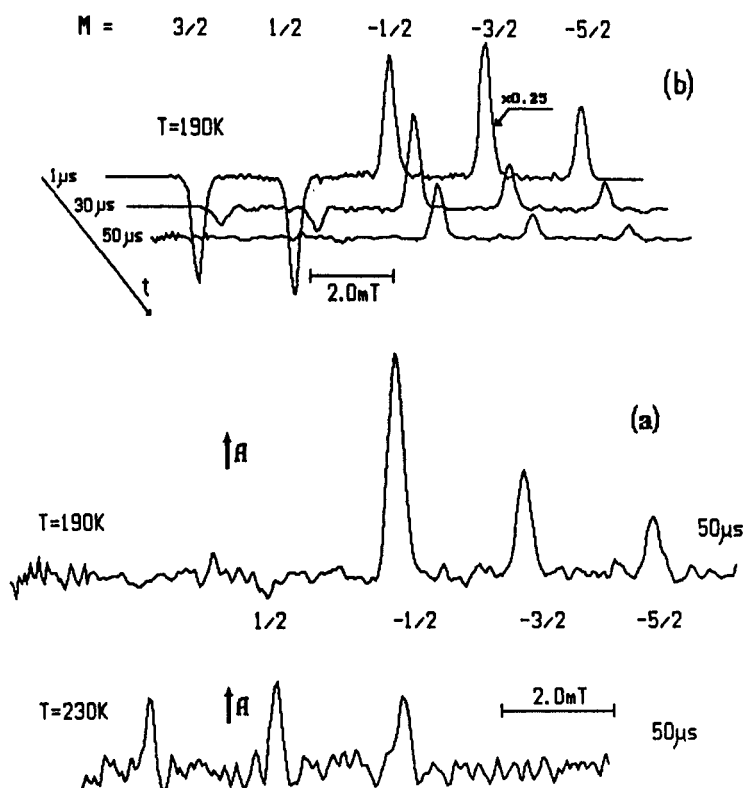 M = 3/2 1/2 -1/2 -3/2 -5/2
(b)
×0.25
T=190K
1μs
30μs
50μs
t
2.0mT
(a)
A
T=190K
50μs
1/2 -1/2 -3/2 -5/2
A
2.0mT
T=230K
50μs